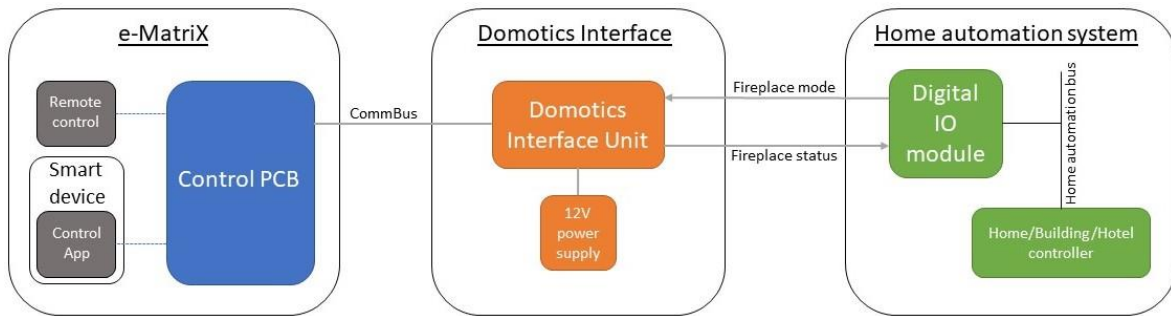 e-MatriX
Remote
control
Smart
device
Control
App
Control PCB
CommBus
Domotics Interface
Domotics
Interface Unit
12V
power
supply
Fireplace mode
Fireplace status
Home automation system
Digital
IO
module
Home automation bus
Home/Building/Hotel
controller